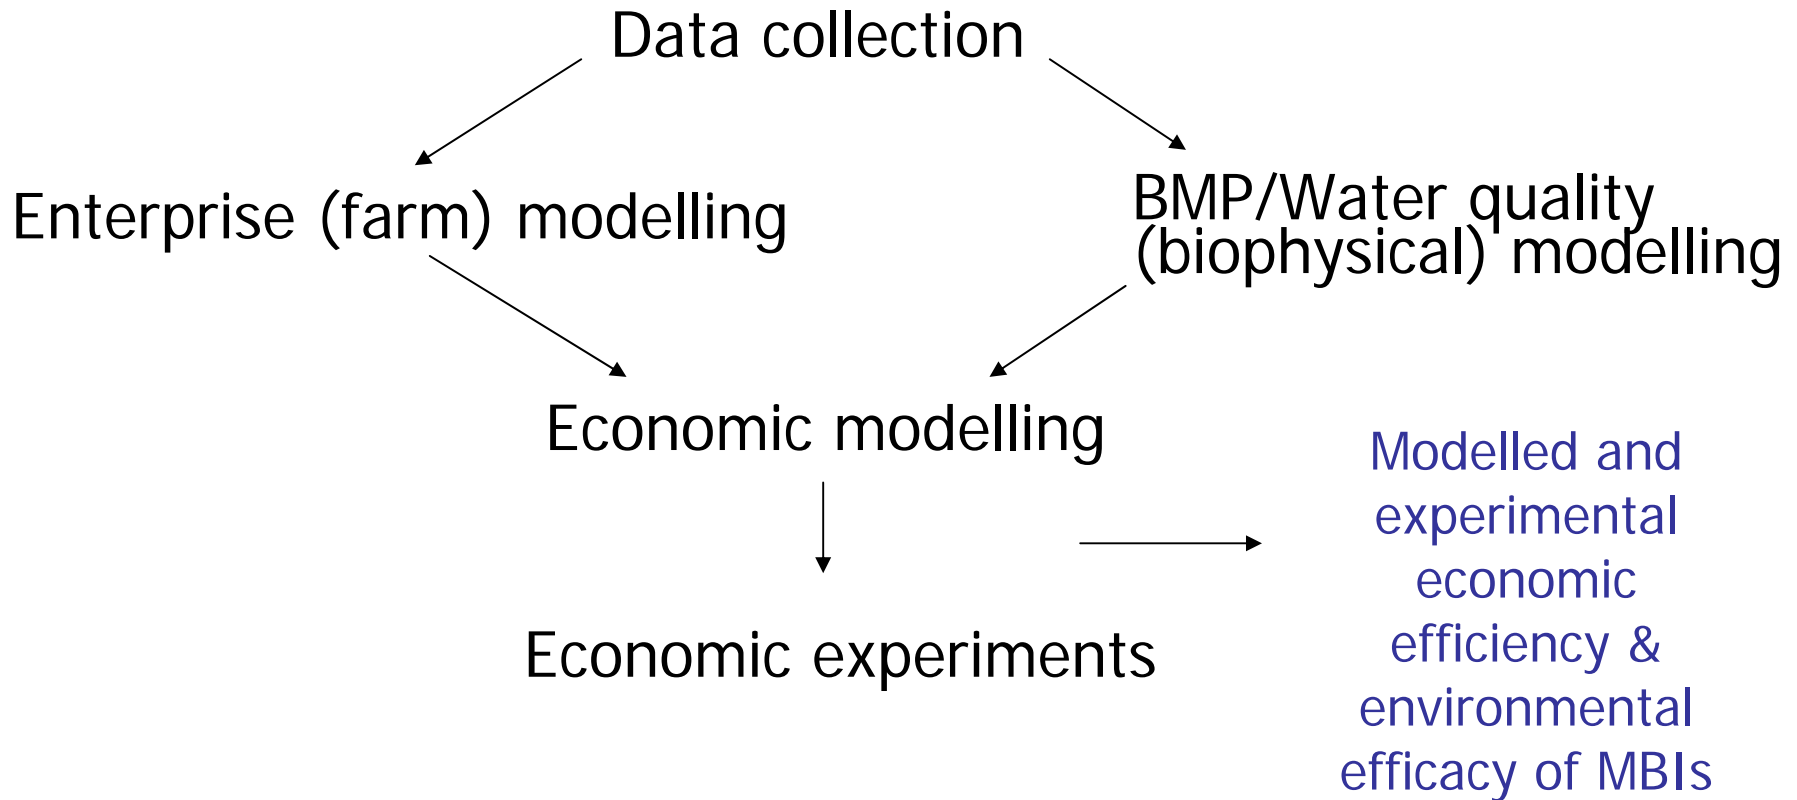 Data collection
Enterprise (farm) modelling
BMP/Water quality
(biophysical) modelling
Economic modelling
Economic experiments
Modelled and
experimental
economic
efficiency &
environmental
efficacy of MBIs